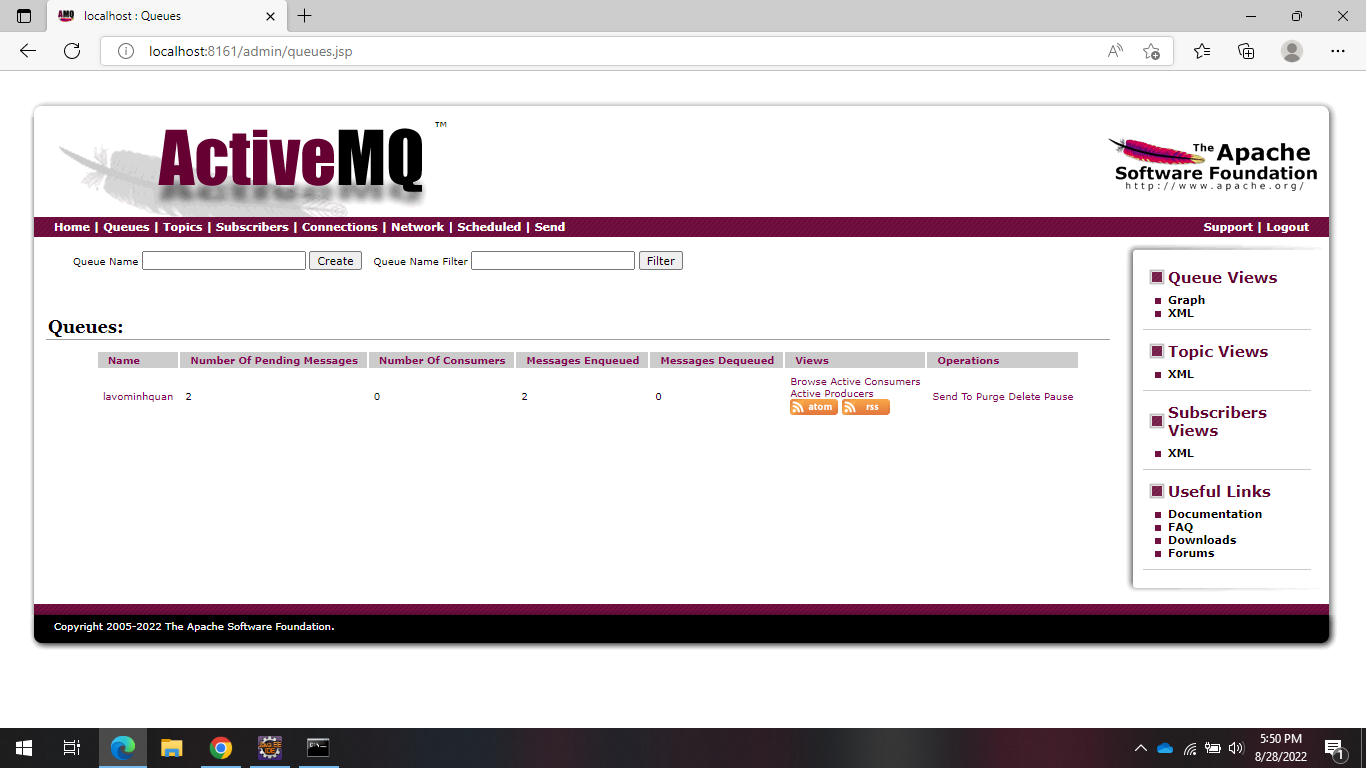 localhost : Queues
localhost:8161/admin/queues.jsp
ActiveMQ ™
The Apache
Software Foundation
http://www.apache.org/
Home | Queues | Topics | Subscribers | Connections | Network | Scheduled | Send
Support | Logout
Queue Name Create Queue Name Filter Filter
Queues:
Name Number Of Pending Messages Number Of Consumers Messages Enqueued Messages Dequeued Views Operations
lavominhquan 2 0 2 0
Browse Active Consumers
Active Producers
atom rss
Send To Purge Delete Pause
Queue Views
Graph
XML
Topic Views
XML
Subscribers
Views
XML
Useful Links
Documentation
FAQ
Downloads
Forums
Copyright 2005-2022 The Apache Software Foundation.
5:50 PM
8/28/2022
1